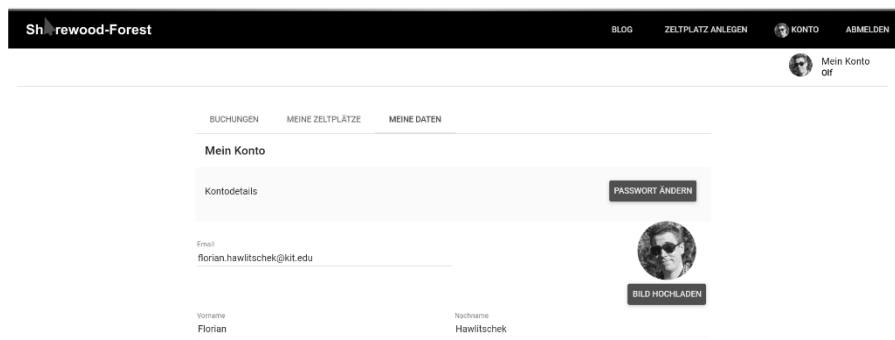 Sh rewood-Forest
BLOG ZELTPLATZ ANLEGEN KONTO ABMELDEN
Mein Konto
Olf
BUCHUNGEN MEINE ZELTPLÄTZE MEINE DATEN
Mein Konto
Kontodetails PASSWORT ÄNDERN
Email
florian.hawlitschek@kit.edu
BILD HOCHLADEN
Vorname Nachname
Florian Hawlitschek